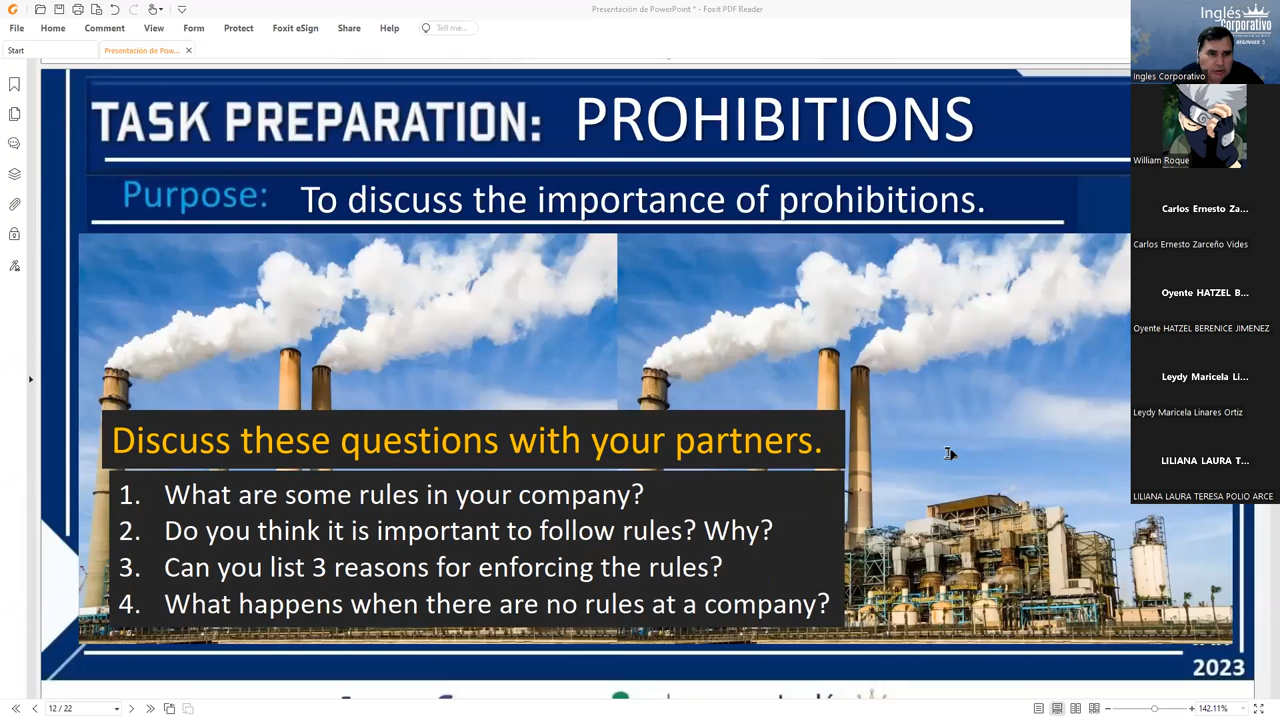 Presentación de PowerPoint * - Foxit PDF Reader
File Home Comment View Form Protect Foxit eSign Share Help Tell me...
Start Presentación de Pow...
TASK PREPARATION: PROHIBITIONS
Purpose: To discuss the importance of prohibitions.
Discuss these questions with your partners.
1. What are some rules in your company?
2. Do you think it is important to follow rules? Why?
3. Can you list 3 reasons for enforcing the rules?
4. What happens when there are no rules at a company?
2023
Inglés
Corporativo
BEGINNER 5
Ingles Corporativo
William Roque
Carlos Ernesto Za...
Carlos Ernesto Zarceño Vides
Oyente HATZEL B...
Oyente HATZEL BERENICE JIMENEZ
Leydy Maricela Li...
Leydy Maricela Linares Ortiz
LILIANA LAURA T...
LILIANA LAURA TERESA POLIO ARCE
12 / 22
142.11%